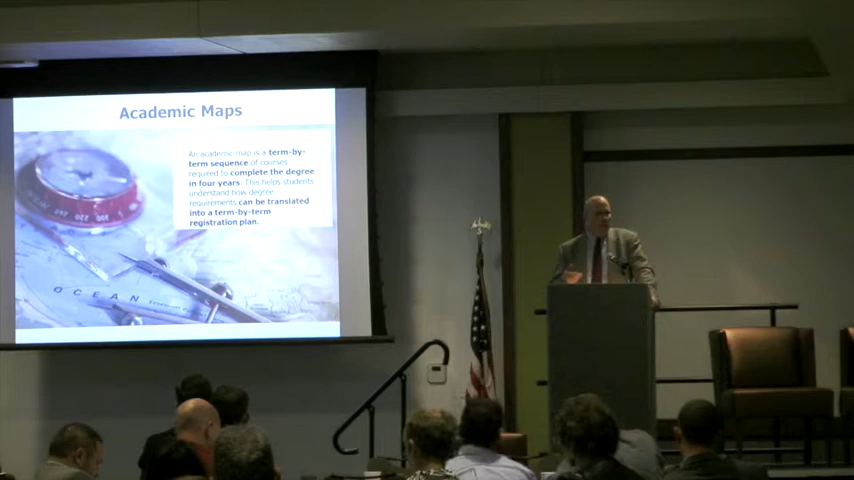 Academic Maps
An academic map is a term-by-
term sequence of courses
required to complete the degree
in four years. This helps students
understand how degree
requirements can be translated
into a term-by-term
registration plan.
OCEAN